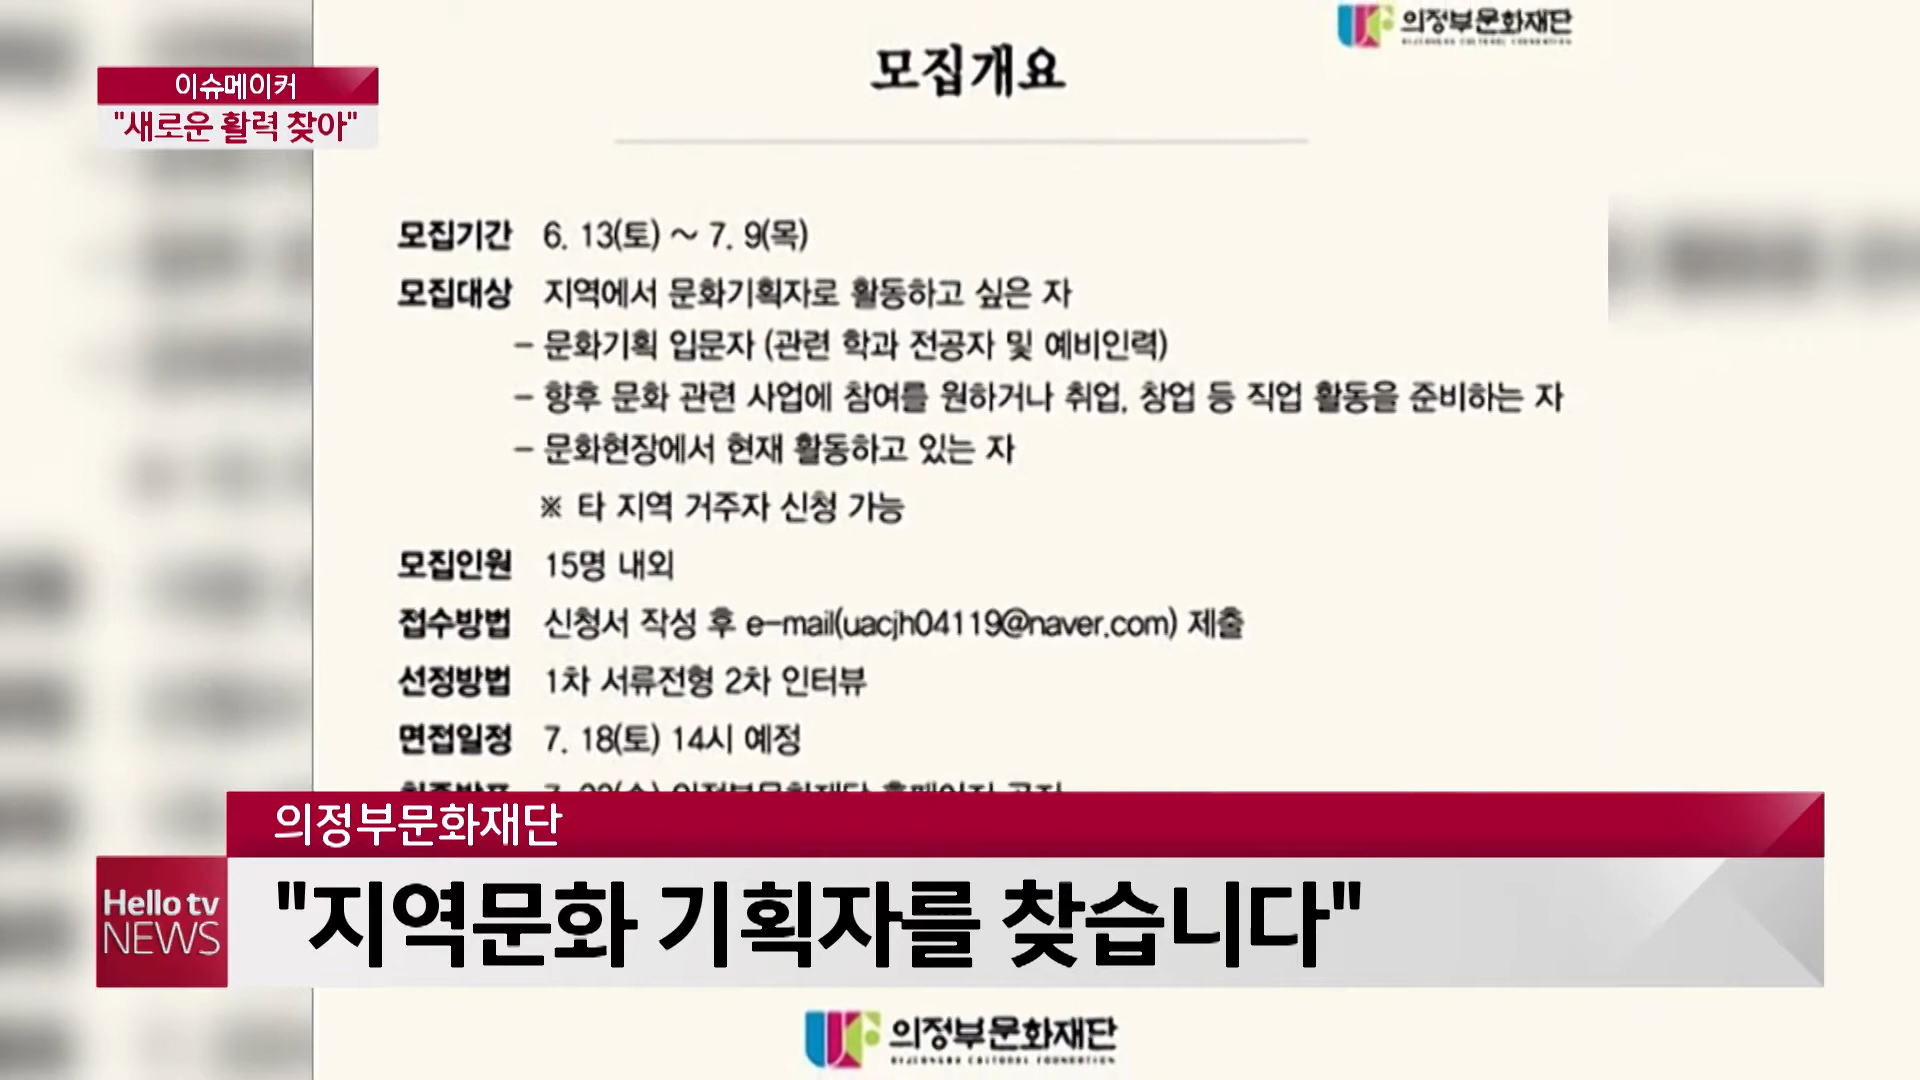 의정부문화재단
모집개요
이슈메이커
"새로운 활력 찾아"
모집기간 6. 13(토) ~ 7. 9(목)
모집대상 지역에서 문화기획자로 활동하고 싶은 자
- 문화기획 입문자 (관련 학과 전공자 및 예비인력)
- 향후 문화 관련 사업에 참여를 원하거나 취업, 창업 등 직업 활동을 준비하는 자
- 문화현장에서 현재 활동하고 있는 자
※ 타 지역 거주자 신청 가능
모집인원 15명 내외
접수방법 신청서 작성 후 e-mail(uacjh04119@naver.com) 제출
선정방법 1차 서류전형 2차 인터뷰
면접일정 7. 18(토) 14시 예정
의정부문화재단
Hello tv
NEWS
"지역문화 기획자를 찾습니다"
의정부문화재단
UIJEONGBU CULTURAL FOUNDATION